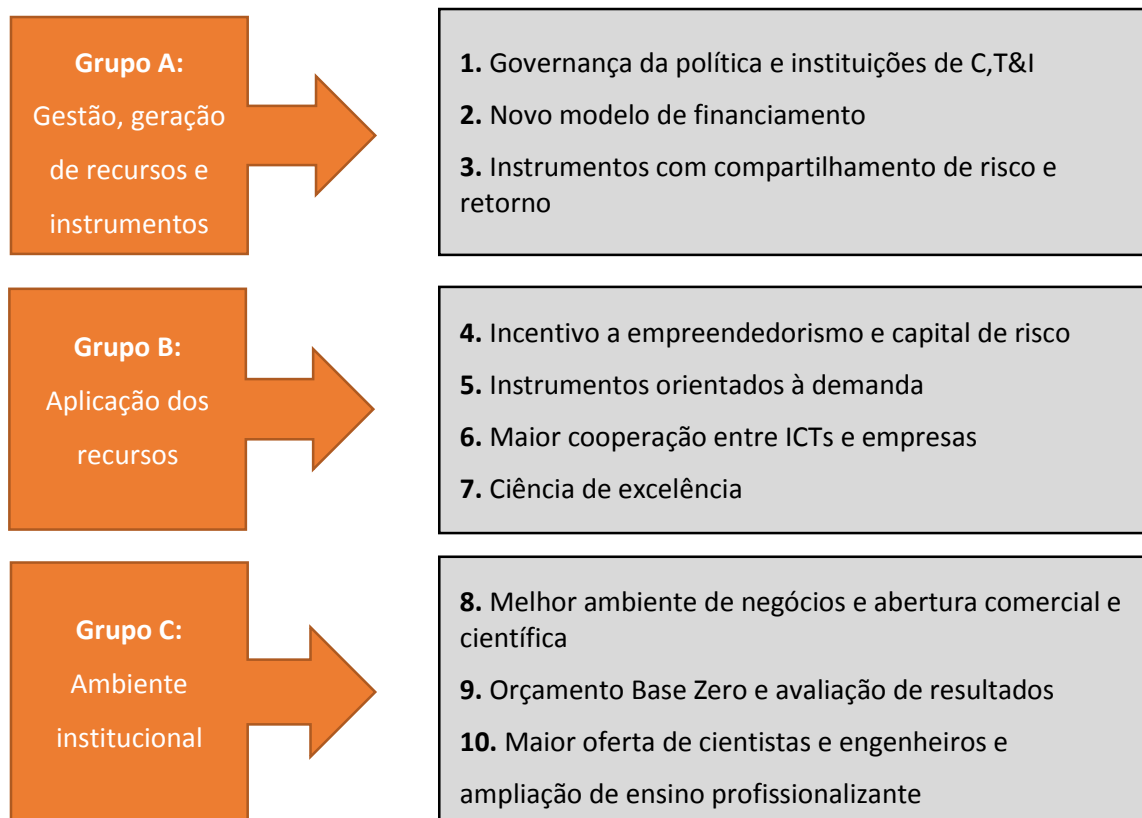 Grupo A:
Gestão, geração
de recursos e
instrumentos
1. Governança da política e instituições de C,T&I
2. Novo modelo de financiamento
3. Instrumentos com compartilhamento de risco e
retorno
Grupo B:
Aplicação dos
recursos
4. Incentivo a empreendedorismo e capital de risco
5. Instrumentos orientados à demanda
6. Maior cooperação entre ICTs e empresas
7. Ciência de excelência
Grupo C:
Ambiente
institucional
8. Melhor ambiente de negócios e abertura comercial e
científica
9. Orçamento Base Zero e avaliação de resultados
10. Maior oferta de cientistas e engenheiros e
ampliação de ensino profissionalizante